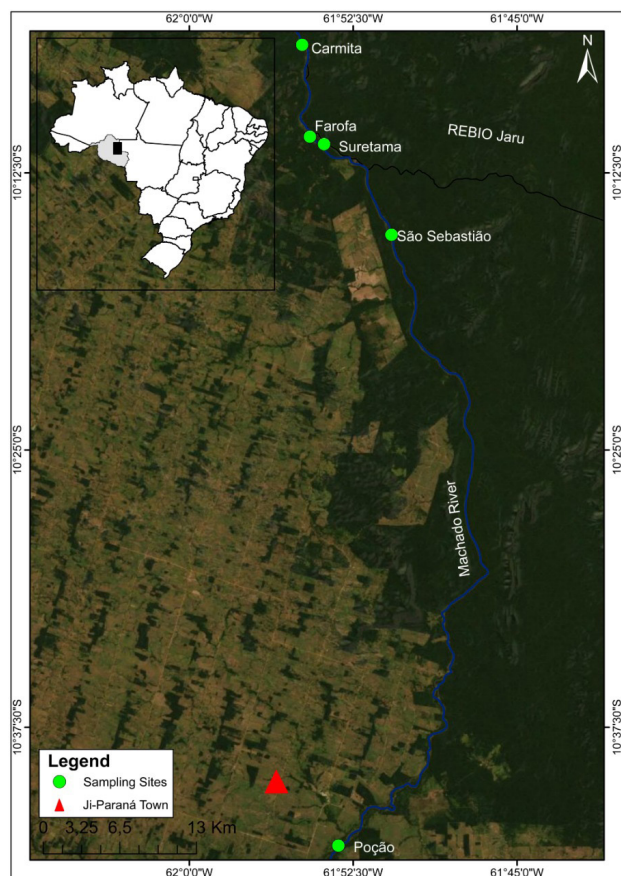 62°0'0"W 61°52'30"W 61°45'0"W
N
Carmita
Farofa
Suretama
REBIO Jaru
10°12'30"S 10°12'30"S
São Sebastião
10°25'0"S 10°25'0"S
Machado River
10°37'30"S 10°37'30"S
Legend
Sampling Sites
Ji-Paraná Town
0 3,25 6,5 13 Km
Poção
62°0'0"W 61°52'30"W 61°45'0"W